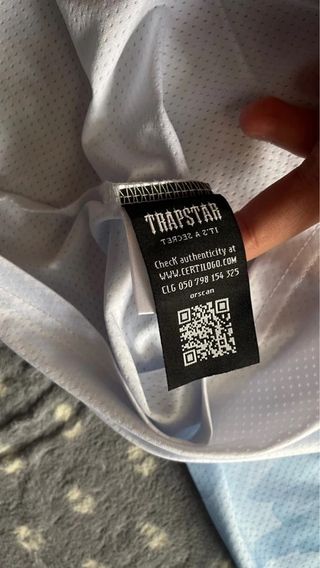 TRAPSTAR
IT'S A SECRET
Check authenticity at
WWW.CERTILOGO.COM
CLG 050 798 154 325
orscan